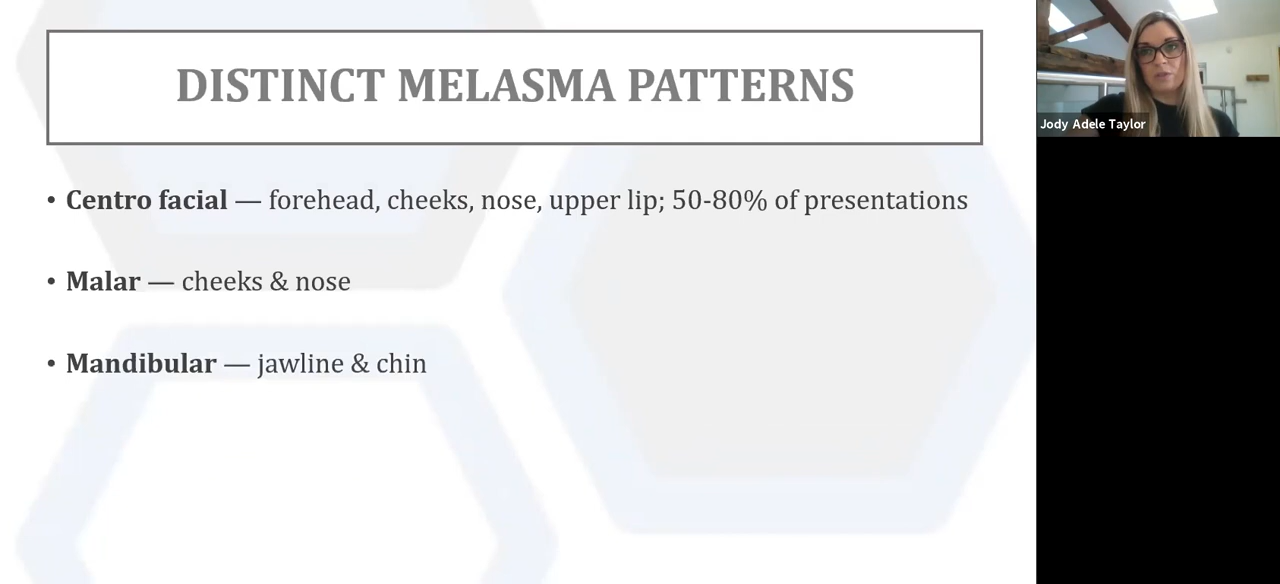 DISTINCT MELASMA PATTERNS
• Centro facial — forehead, cheeks, nose, upper lip; 50-80% of presentations
• Malar — cheeks & nose
• Mandibular — jawline & chin
Jody Adele Taylor